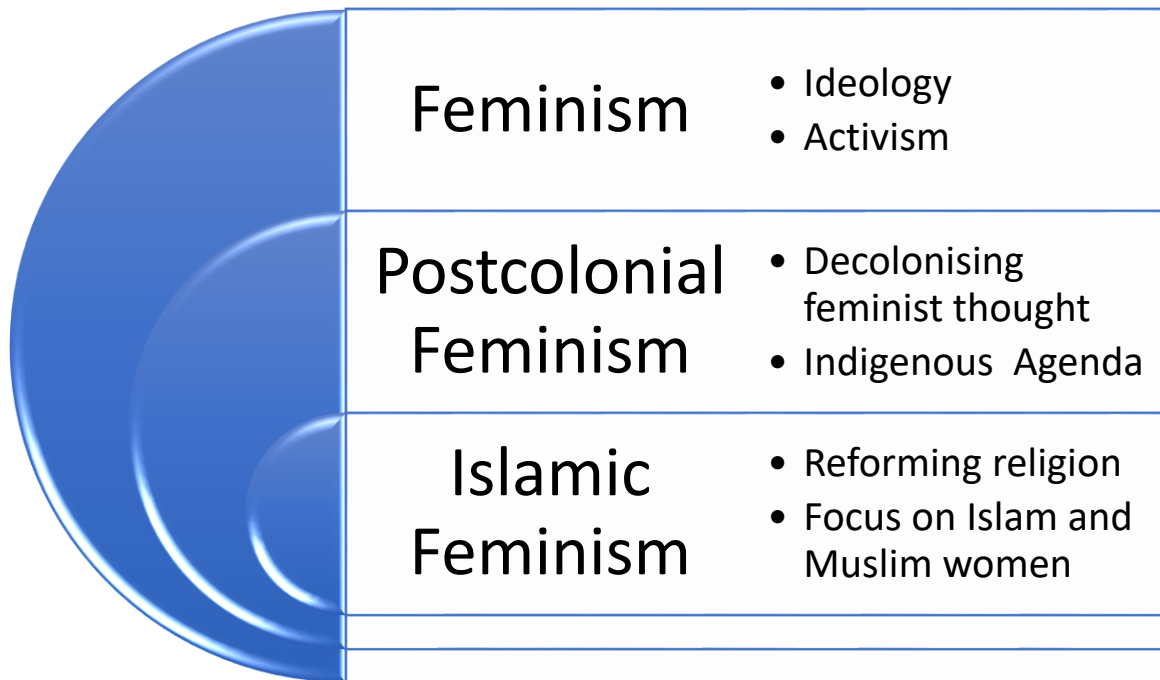 Feminism
• Ideology
• Activism
Postcolonial
Feminism
• Decolonising
feminist thought
• Indigenous  Agenda
Islamic
Feminism
• Reforming religion
• Focus on Islam and
Muslim women